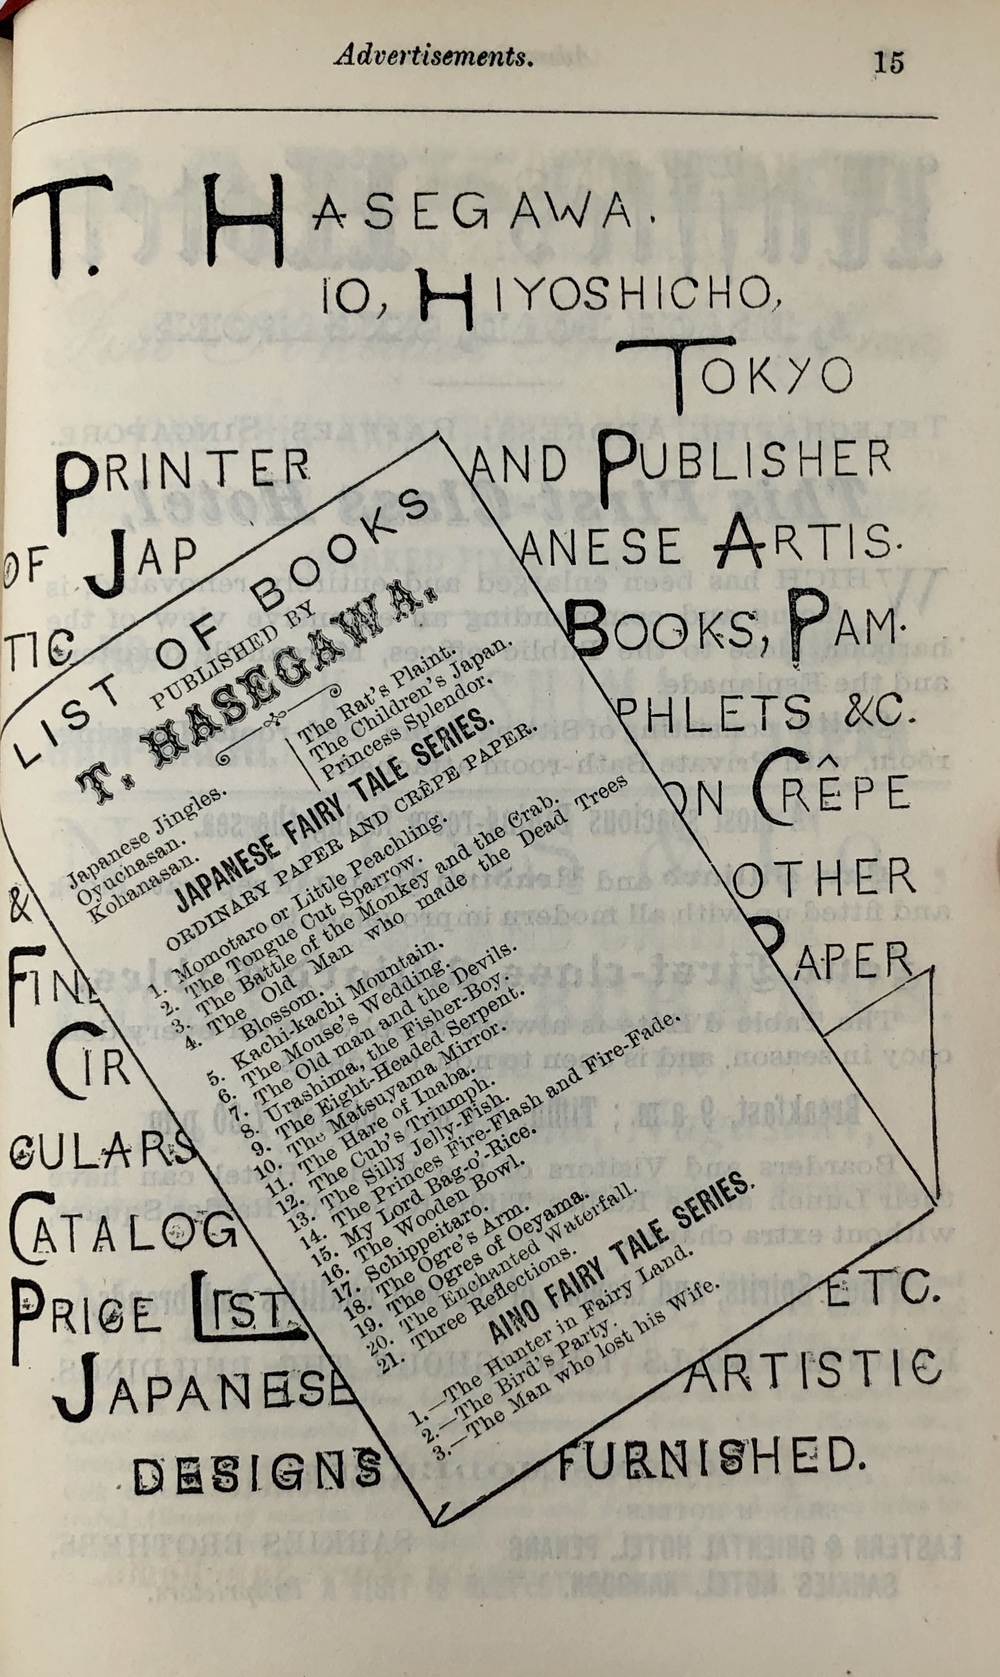 Advertisements. 15
T. HASEGAWA.
10, HIYOSHICHO,
TOKYO
PRINTER AND PUBLISHER
OF JAPANESE ARTIS-
TIC BOOKS, PAM-
PHLETS &C.
ON CRÊPE
& OTHER
FINE PAPER
CIR
CULARS
CATALOG
PRICE LIST ETC.
JAPANESE ARTISTIC
DESIGNS FURNISHED.
LIST OF BOOKS
PUBLISHED BY
T. HASEGAWA.
Japanese Jingles.
Oyuchasan.
Kohanasan.
The Rat's Plaint.
The Children's Japan.
Princess Splendor.
JAPANESE FAIRY TALE SERIES.
ORDINARY PAPER AND CRÊPE PAPER.
1. Momotaro or Little Peachling.
2. The Tongue Cut Sparrow.
3. The Battle of the Monkey and the Crab.
4. The Old Man who made the Dead Trees
Blossom.
5. Kachi-kachi Mountain.
6. The Mouse's Wedding.
7. The Old man and the Devils.
8. Urashima, the Fisher-Boy.
9. The Eight-Headed Serpent.
10. The Matsuyama Mirror.
11. The Hare of Inaba.
12. The Cub's Triumph.
13. The Silly Jelly-Fish.
14. The Princes Fire-Flash and Fire-Fade.
15. My Lord Bag-o'-Rice.
16. The Wooden Bowl.
17. Schippeitaro.
18. The Ogre's Arm.
19. The Ogres of Oeyama.
20. The Enchanted Waterfall.
21. Three Reflections.
AINO FAIRY TALE SERIES.
1.—The Hunter in Fairy Land.
2.—The Bird's Party.
3.—The Man who lost his Wife.